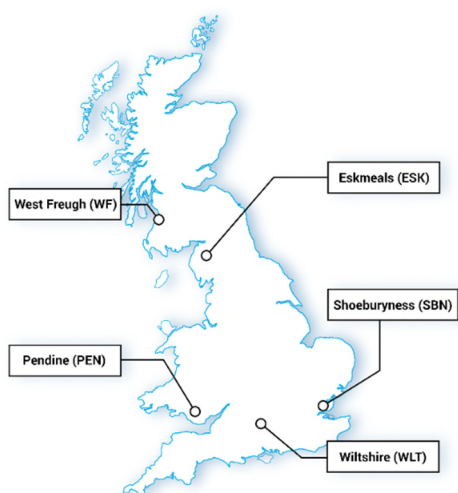 Eskmeals (ESK)
West Freugh (WF)
Shoeburyness (SBN)
Pendine (PEN)
Wiltshire (WLT)